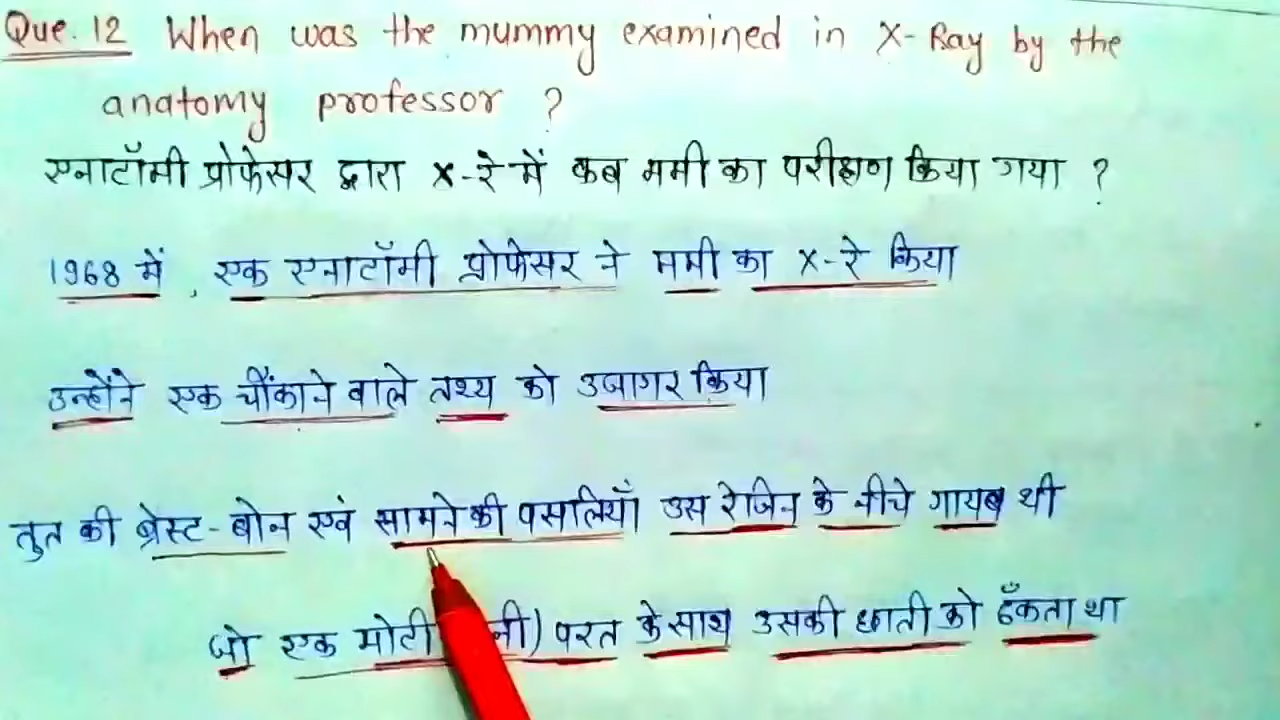 Que. 12 When was the mummy examined in X-Ray by the
anatomy professor ?
एनाटॉमी प्रोफेसर द्वारा X-रे में कब ममी का परीक्षण किया गया ?
1968 में , एक एनाटॉमी प्रोफेसर ने ममी का X-रे किया
उन्होंने एक चौंकाने वाले तथ्य को उजागर किया
तुत की ब्रेस्ट-बोन एवं सामने की पसलियाँ उस रेजिन के नीचे गायब थी
जो एक मोटी परत के साथ उसकी छाती को ढँकता था